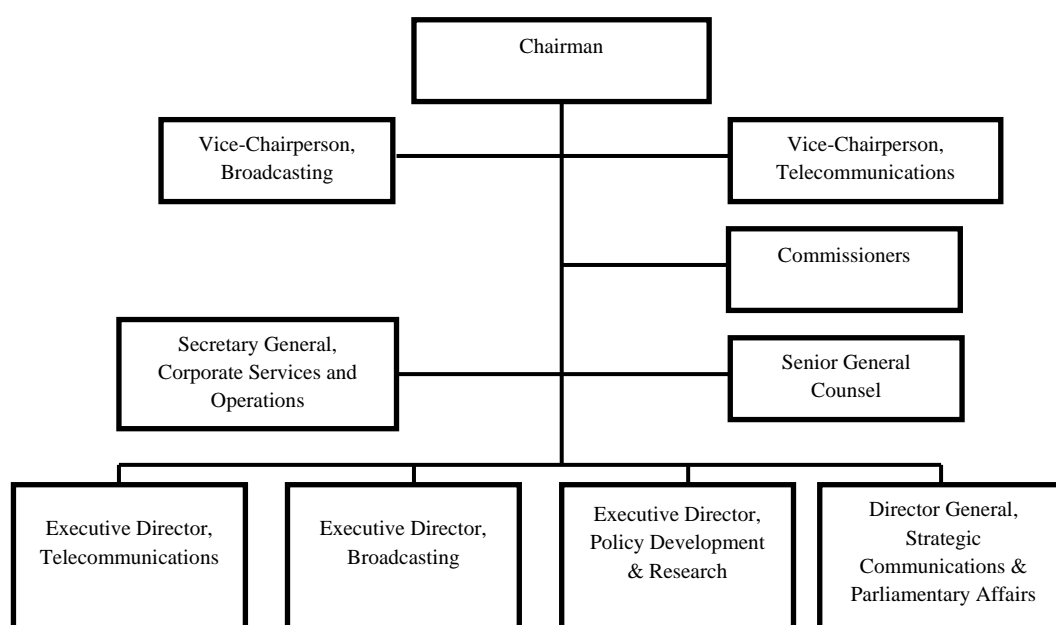 Chairman
Vice-Chairperson,
Broadcasting
Vice-Chairperson,
Telecommunications
Commissioners
Secretary General,
Corporate Services and
Operations
Senior General
Counsel
Executive Director,
Telecommunications
Executive Director,
Broadcasting
Executive Director,
Policy Development
& Research
Director General,
Strategic
Communications &
Parliamentary Affairs